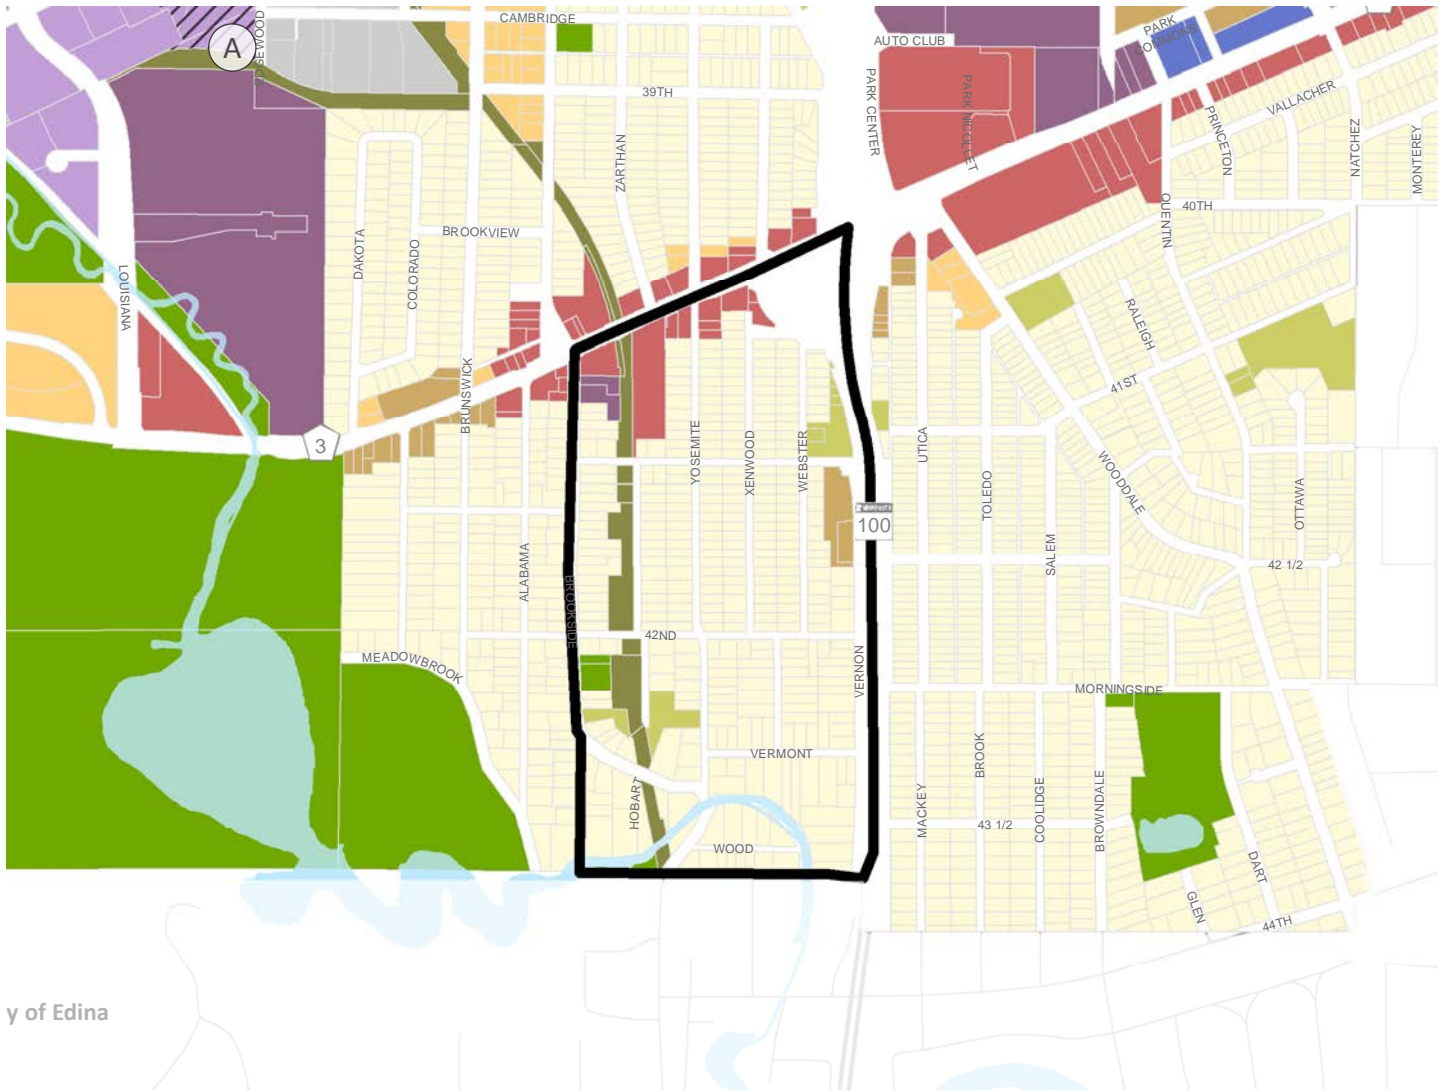 CAMBRIDGE
PARK
COMMONS
EDGEWOOD
A
AUTO CLUB
39TH
PARK CENTER
PARK NICOLLET
VALLACHER
PRINCETON
NATCHEZ
MONTEREY
ZARTHAN
QUENTIN
40TH
BROOKVIEW
DAKOTA
COLORADO
LOUISIANA
RALEIGH
BRUNSWICK
41ST
3
YOSEMITE
XENWOOD
WEBSTER
UTICA
TOLEDO
WOODDALE
OTTAWA
100
SALEM
42 1/2
ALABAMA
BROOKSIDE
42ND
MEADOWBROOK
VERNON
MORNINGSIDE
VERMONT
BROOK
HOBART
MACKEY
COOLIDGE
BROWNDALE
43 1/2
WOOD
DART
GLEN
44TH
y of Edina